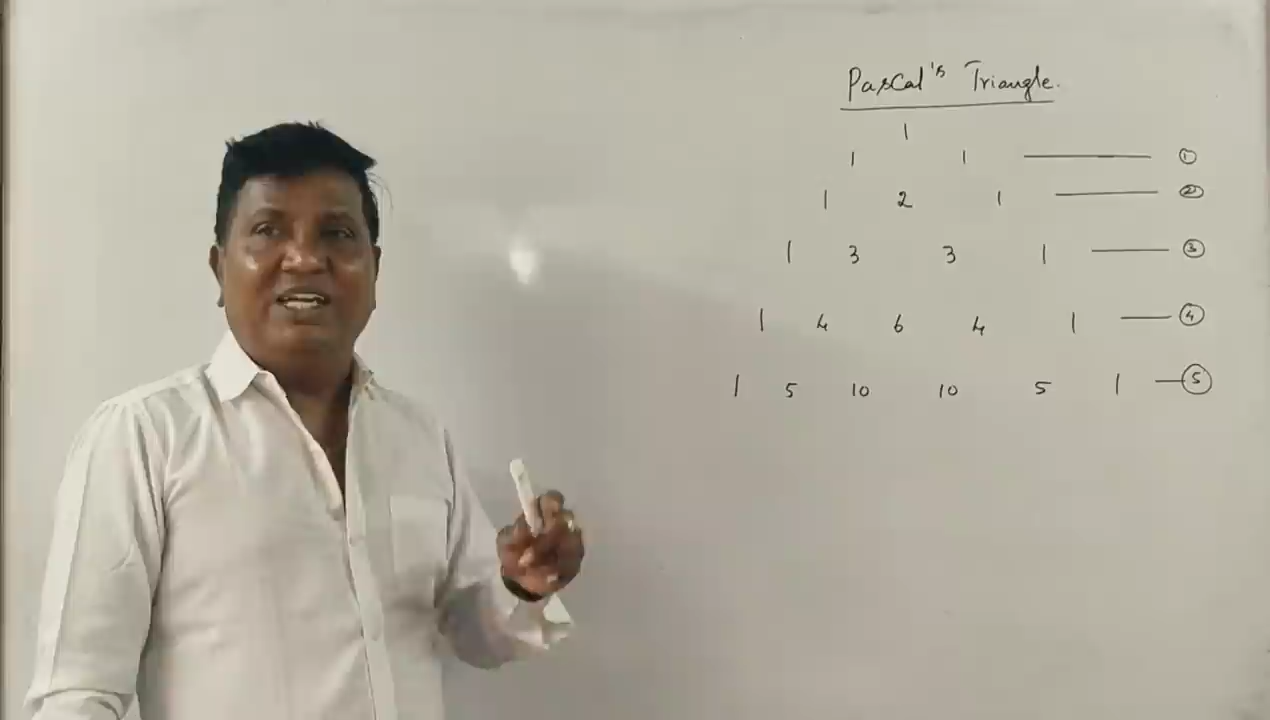 Pascal's Triangle.
1
1 1 — ①
1 2 1 — ②
1 3 3 1 — ③
1 4 6 4 1 — ④
1 5 10 10 5 1 — ⑤